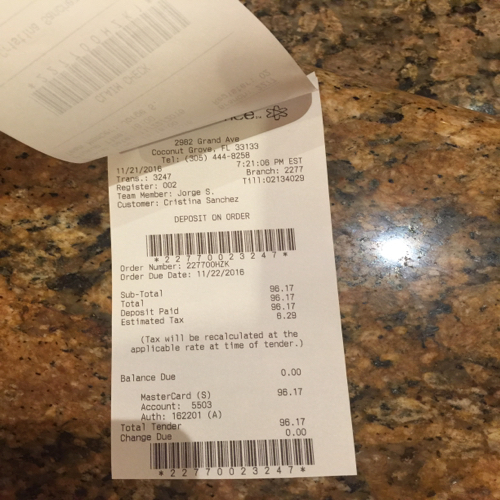 2982 Grand Ave
Coconut Grove, FL 33133
Tel: (305) 444-8258
11/21/2016 7:21:06 PM EST
Trans.: 3247 Branch: 2277
Register: 002 Till:02134029
Team Member: Jorge S.
Customer: Cristina Sanchez
DEPOSIT ON ORDER
*22770023247*
Order Number: 227700HZK
Order Due Date: 11/22/2016
Sub-Total 96.17
Total 96.17
Deposit Paid 96.17
Estimated Tax 6.29
(Tax will be recalculated at the
applicable rate at time of tender.)
Balance Due 0.00
MasterCard (S) 96.17
Account: 5503
Auth: 162201 (A)
Total Tender 96.17
Change Due 0.00
*22770023247*